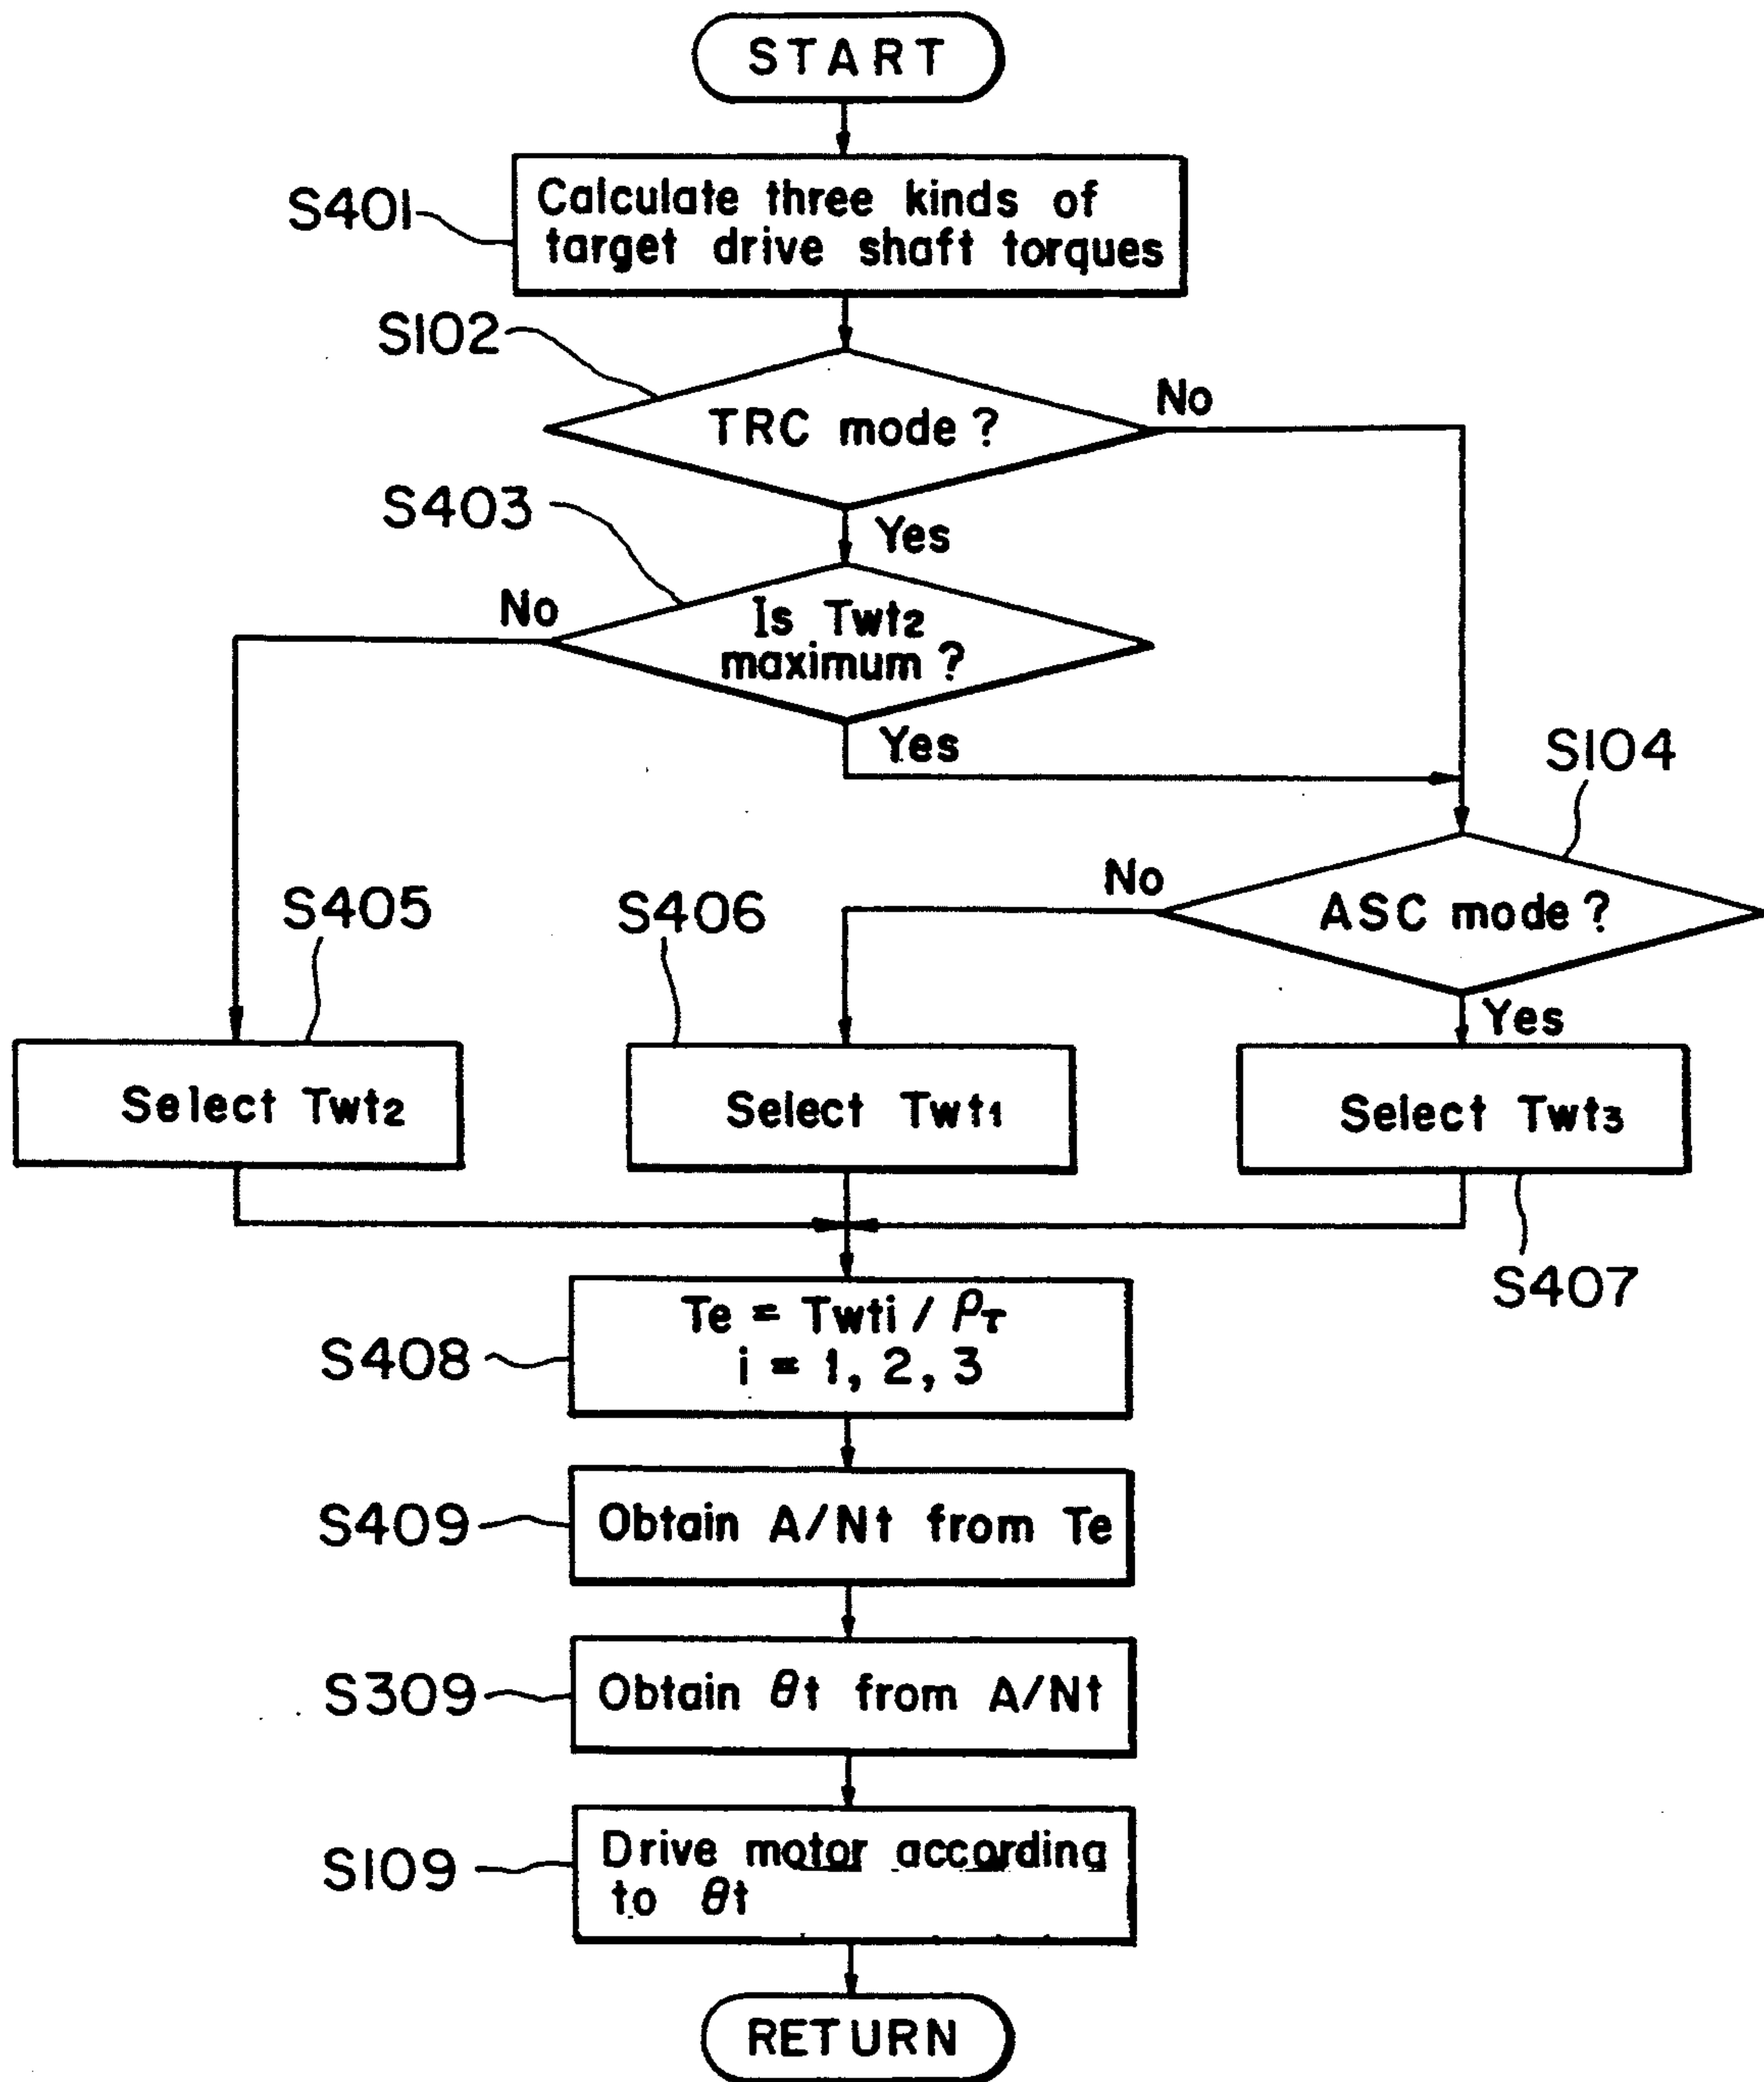 START
S401
Calculate three kinds of
target drive shaft torques
S102
TRC mode?
No
Yes
S403
No
Is Twt2
maximum?
Yes
S104
No
ASC mode?
Yes
S405
S406
Select Twt2
Select Twt1
Select Twt3
S407
S408
Te = Twti / ρτ
i = 1, 2, 3
S409
Obtain A/Nt from Te
S309
Obtain θt from A/Nt
S109
Drive motor according
to θt
RETURN